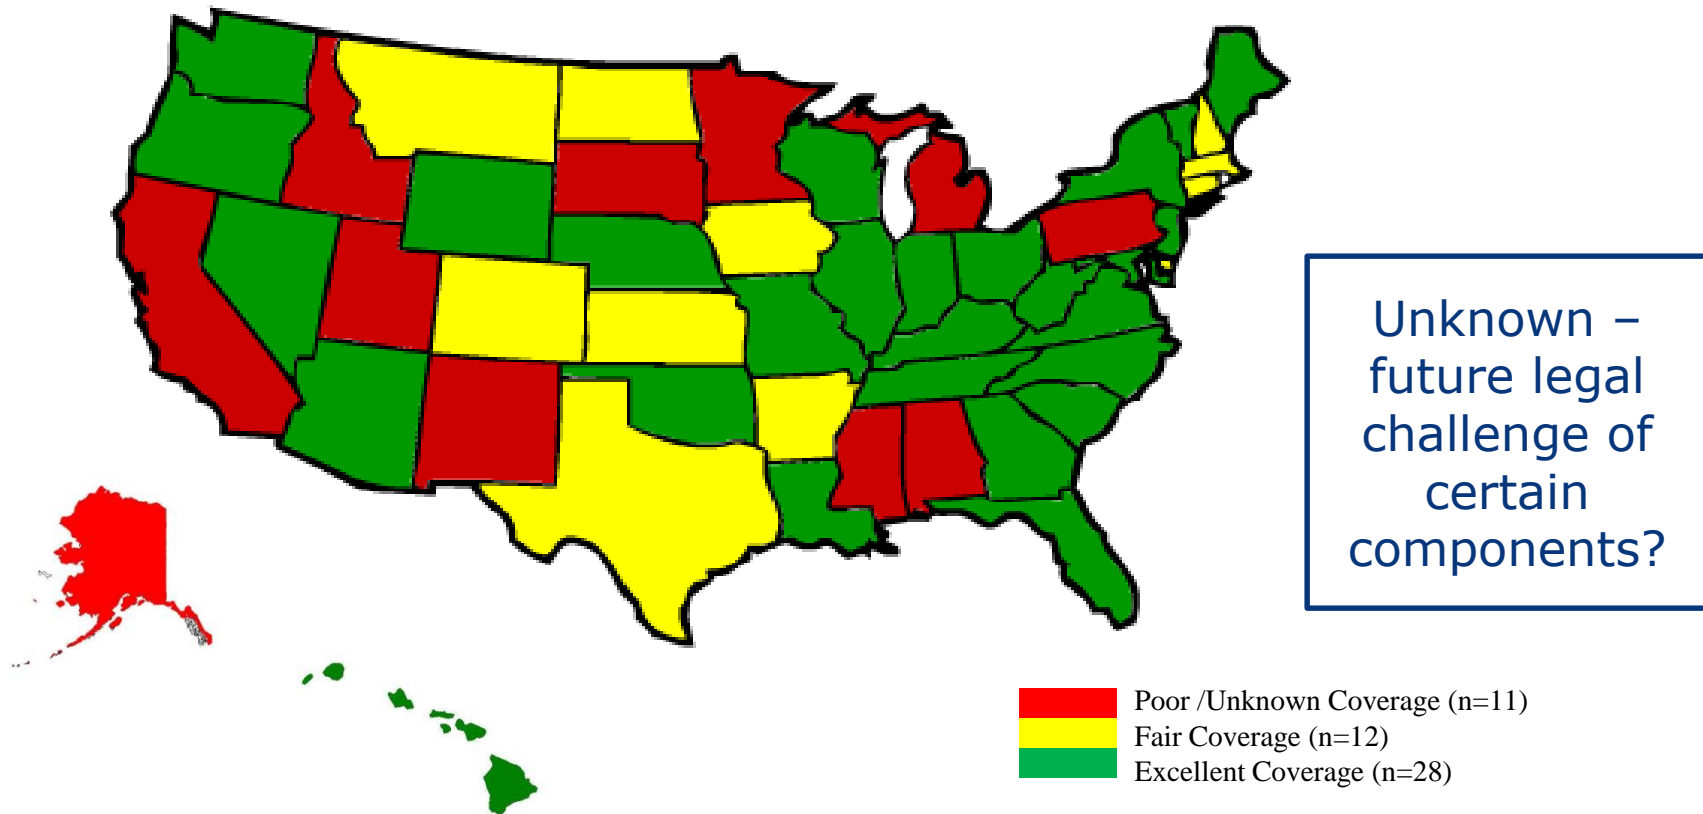 Unknown –
future legal
challenge of
certain
components?
Poor /Unknown Coverage (n=11)
Fair Coverage (n=12)
Excellent Coverage (n=28)